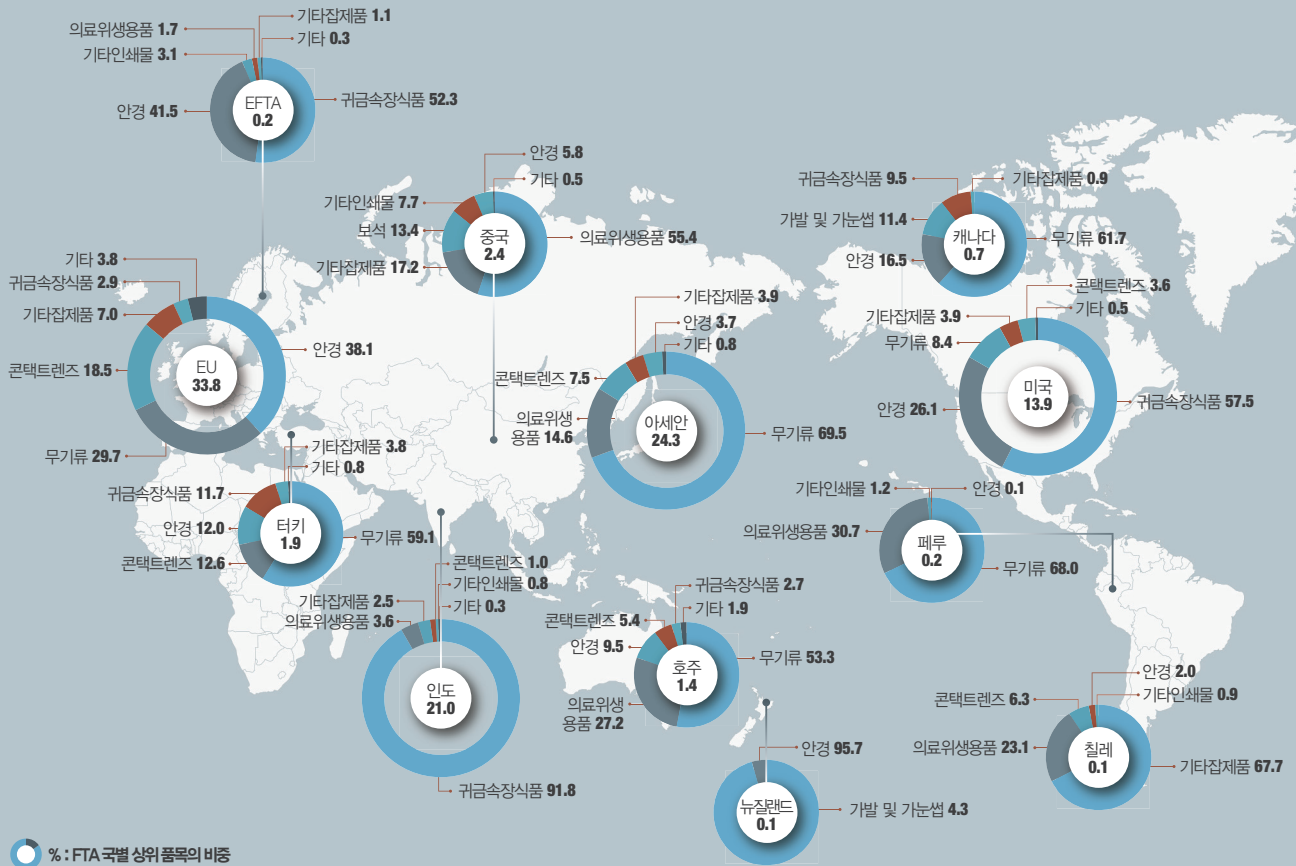 기타잡제품 1.1
의료위생용품 1.7
기타 0.3
기타인쇄물 3.1
안경 41.5
EFTA
0.2
귀금속장식품 52.3
안경 5.8
기타 0.5
기타인쇄물 7.7
보석 13.4
중국
2.4
의료위생용품 55.4
기타잡제품 17.2
귀금속장식품 9.5
기타잡제품 0.9
가발 및 가눈썹 11.4
캐나다
0.7
무기류 61.7
안경 16.5
기타 3.8
귀금속장식품 2.9
기타잡제품 7.0
EU
33.8
안경 38.1
콘택트렌즈 18.5
무기류 29.7
기타잡제품 3.9
안경 3.7
기타 0.8
콘택트렌즈 7.5
의료위생
용품 14.6
아세안
24.3
무기류 69.5
콘택트렌즈 3.6
기타잡제품 3.9
기타 0.5
무기류 8.4
미국
13.9
안경 26.1
귀금속장식품 57.5
기타잡제품 3.8
기타 0.8
귀금속장식품 11.7
안경 12.0
터키
1.9
무기류 59.1
콘택트렌즈 12.6
기타인쇄물 1.2
안경 0.1
의료위생용품 30.7
페루
0.2
무기류 68.0
콘택트렌즈 1.0
기타인쇄물 0.8
기타잡제품 2.5
기타 0.3
의료위생용품 3.6
인도
21.0
귀금속장식품 91.8
귀금속장식품 2.7
기타 1.9
콘택트렌즈 5.4
안경 9.5
호주
1.4
무기류 53.3
의료위생
용품 27.2
안경 95.7
뉴질랜드
0.1
가발 및 가눈썹 4.3
안경 2.0
콘택트렌즈 6.3
기타인쇄물 0.9
의료위생용품 23.1
칠레
0.1
기타잡제품 67.7
% : FTA 국별 상위 품목의 비중